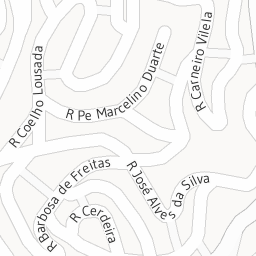 R Coelho Lousada
R Pe Marcelino Duarte
R Carneiro Vilela
R Barbosa de Freitas
R José Alves da Silva
R Cerdeira